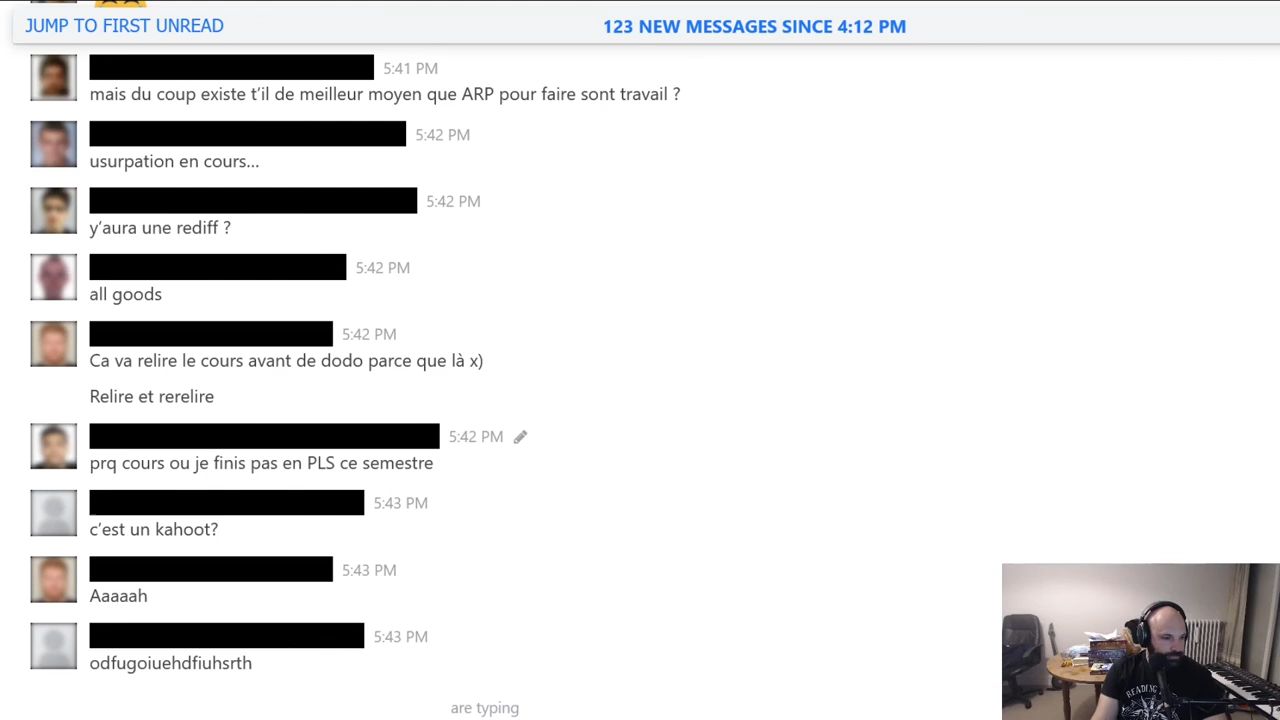 JUMP TO FIRST UNREAD
123 NEW MESSAGES SINCE 4:12 PM
5:41 PM
mais du coup existe t’il de meilleur moyen que ARP pour faire sont travail ?
5:42 PM
usurpation en cours...
5:42 PM
y’aura une rediff ?
5:42 PM
all goods
5:42 PM
Ca va relire le cours avant de dodo parce que là x)
Relire et rerelire
5:42 PM
prq cours ou je finis pas en PLS ce semestre
5:43 PM
c’est un kahoot?
5:43 PM
Aaaaah
5:43 PM
odfugoiuehdfiuhsrth
are typing
READING